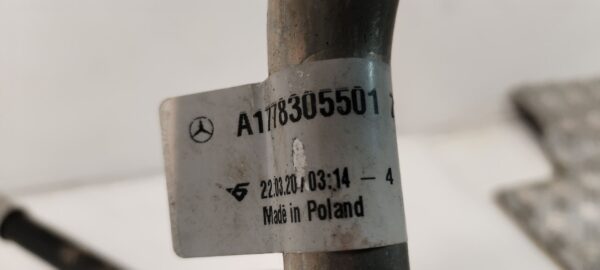 A1778305501
22.03.20 / 03:14 - 4
Made in Poland